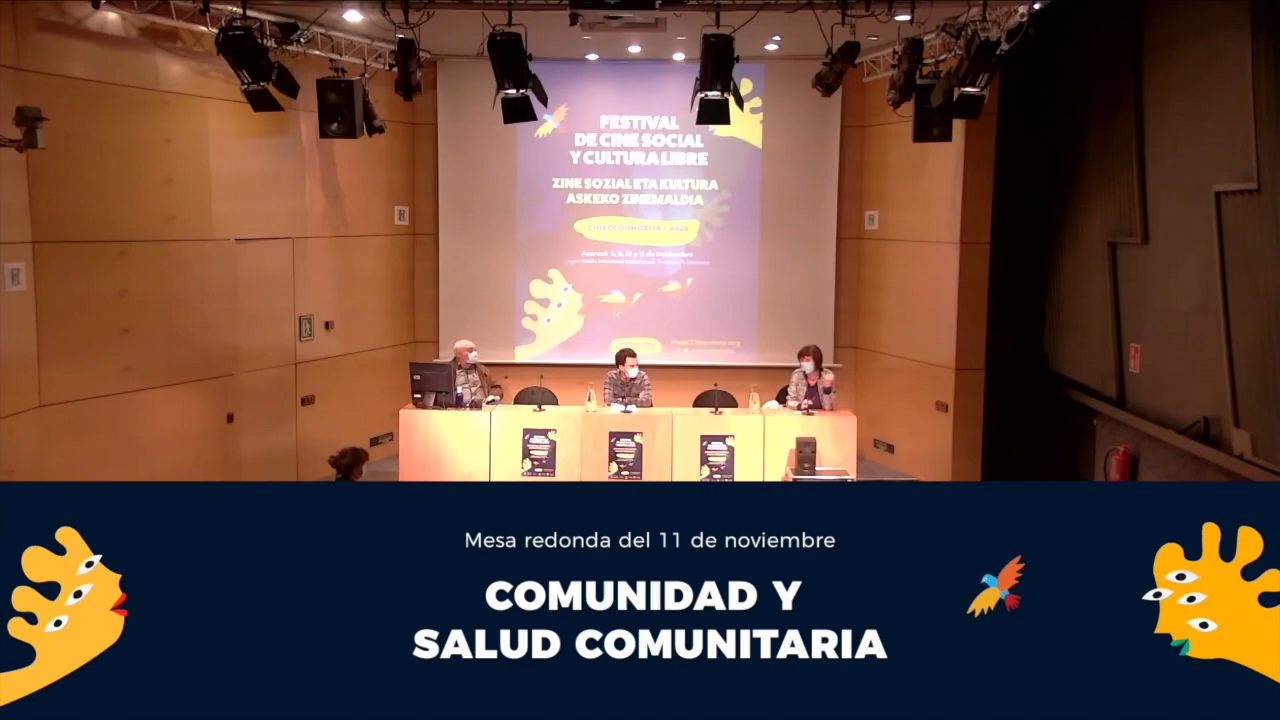 FESTIVAL
DE CINE SOCIAL
Y CULTURA LIBRE
ZINE SOZIAL ETA KULTURA
ASKEKO ZINEMALDIA
Mesa redonda del 11 de noviembre
COMUNIDAD Y
SALUD COMUNITARIA